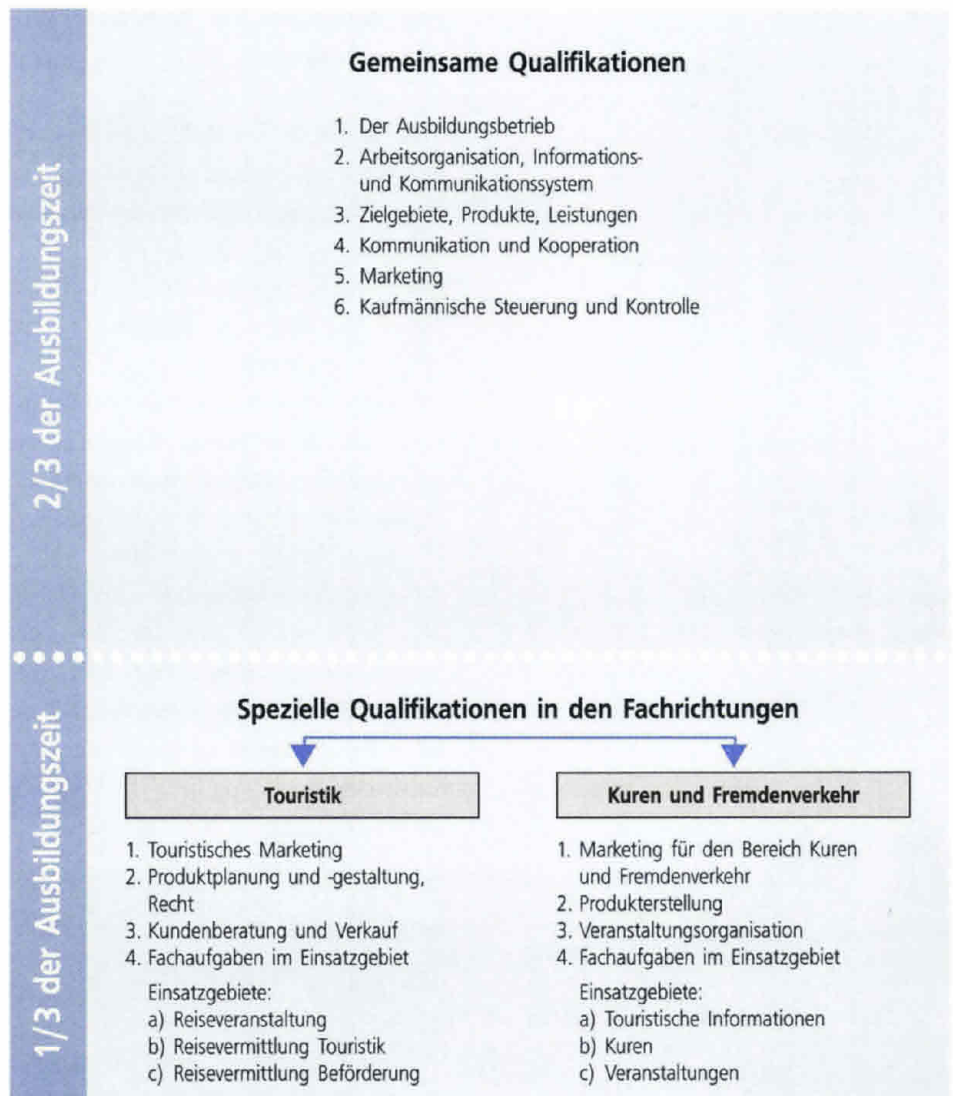 2/3 der Ausbildungszeit
Gemeinsame Qualifikationen
1. Der Ausbildungsbetrieb
2. Arbeitsorganisation, Informations-
und Kommunikationssystem
3. Zielgebiete, Produkte, Leistungen
4. Kommunikation und Kooperation
5. Marketing
6. Kaufmännische Steuerung und Kontrolle
1/3 der Ausbildungszeit
Spezielle Qualifikationen in den Fachrichtungen
Touristik
1. Touristisches Marketing
2. Produktplanung und -gestaltung,
Recht
3. Kundenberatung und Verkauf
4. Fachaufgaben im Einsatzgebiet
Einsatzgebiete:
a) Reiseveranstaltung
b) Reisevermittlung Touristik
c) Reisevermittlung Beförderung
Kuren und Fremdenverkehr
1. Marketing für den Bereich Kuren
und Fremdenverkehr
2. Produkterstellung
3. Veranstaltungsorganisation
4. Fachaufgaben im Einsatzgebiet
Einsatzgebiete:
a) Touristische Informationen
b) Kuren
c) Veranstaltungen